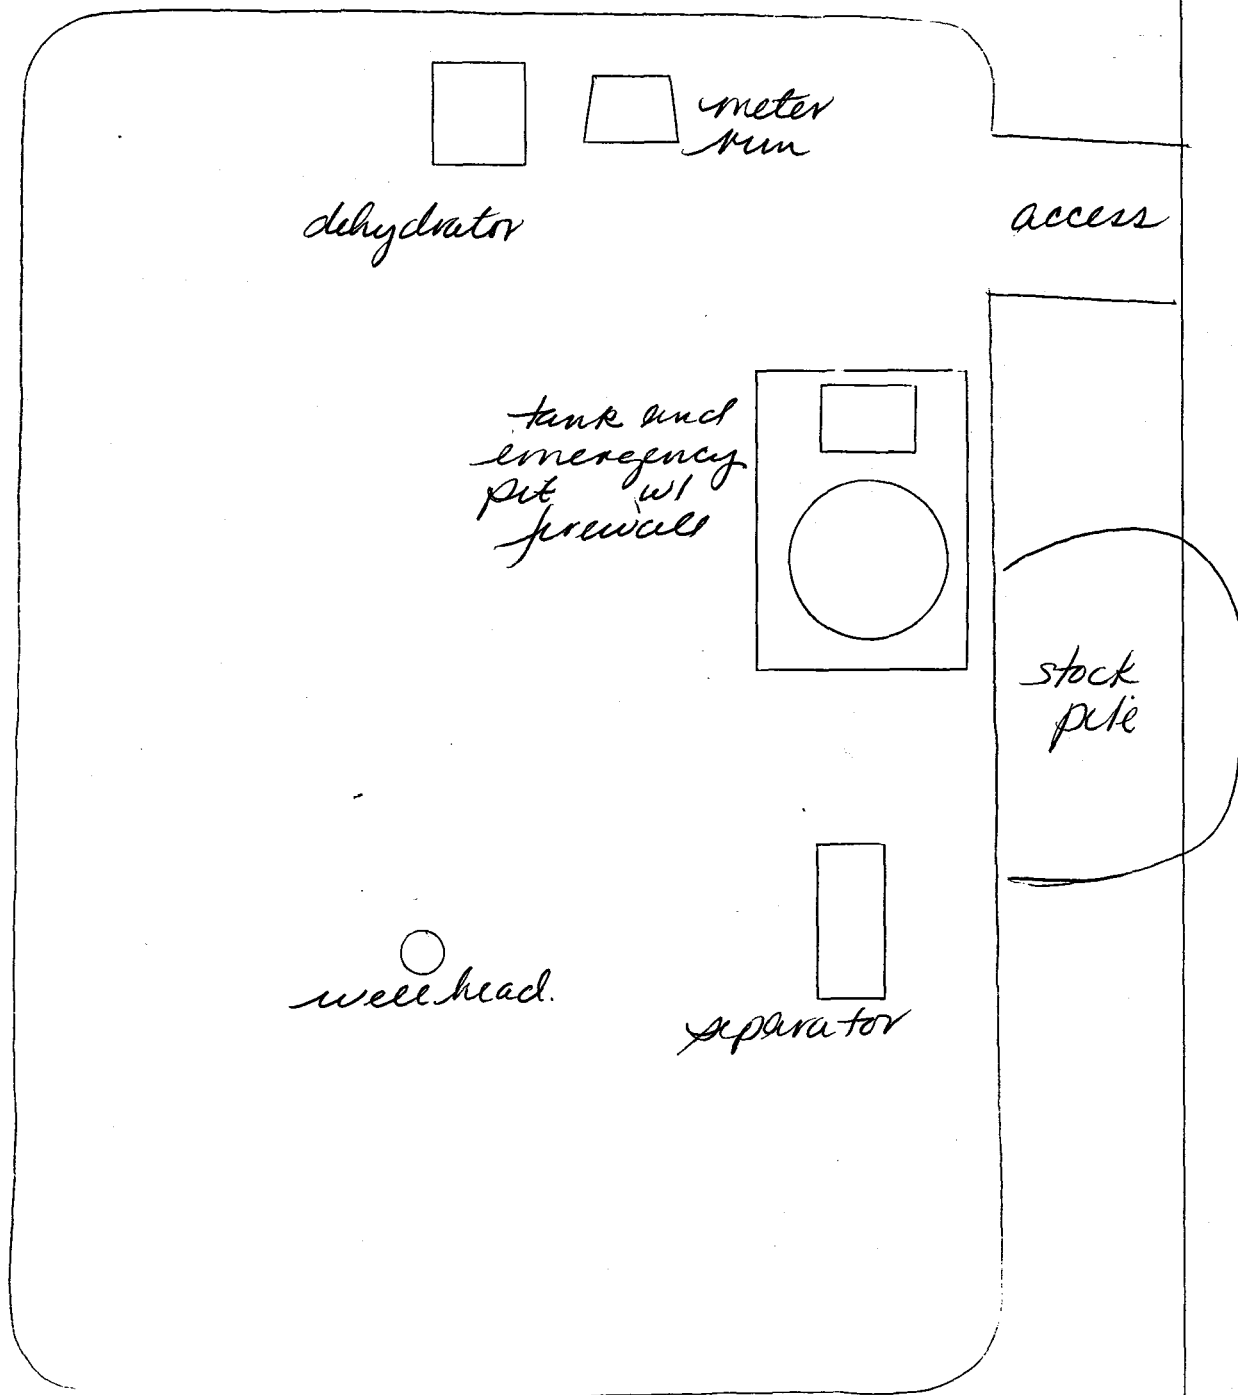 meter
run
dehydrator
access
tank and
emergency
pit w/
firewall
stock
pile
well head.
separator